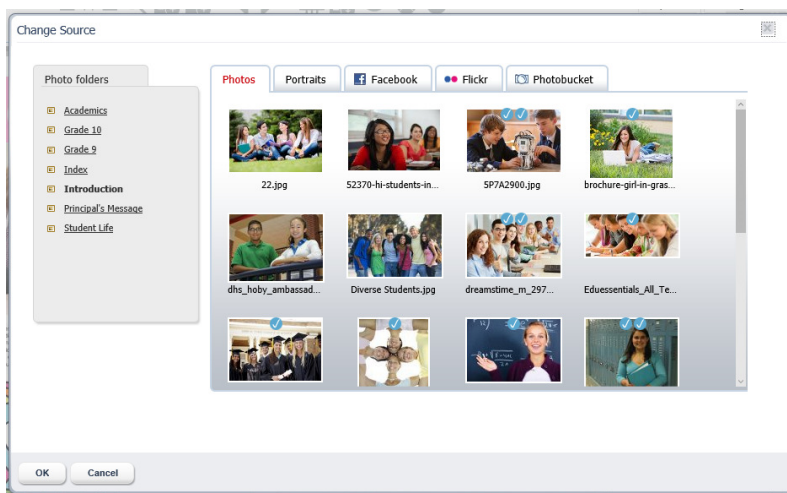 Change Source
Photo folders
Academics
Grade 10
Grade 9
Index
Introduction
Principal's Message
Student Life
Photos Portraits Facebook Flickr Photobucket
22.jpg 52370-hi-students-in... 5P7A2900.jpg brochure-girl-in-gras...
dhs_hoby_ambassad... Diverse Students.jpg dreamstime_m_297... Eduessentials_All_Te...
OK Cancel